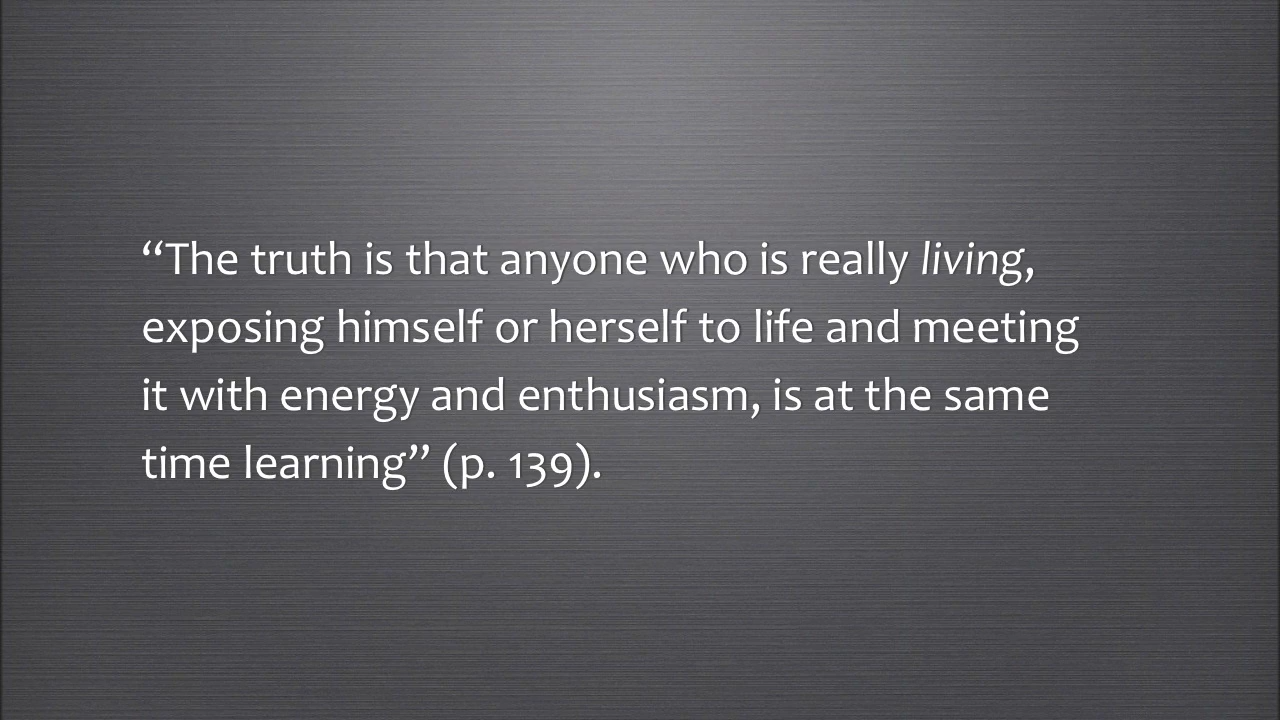 “The truth is that anyone who is really living,
exposing himself or herself to life and meeting
it with energy and enthusiasm, is at the same
time learning” (p. 139).